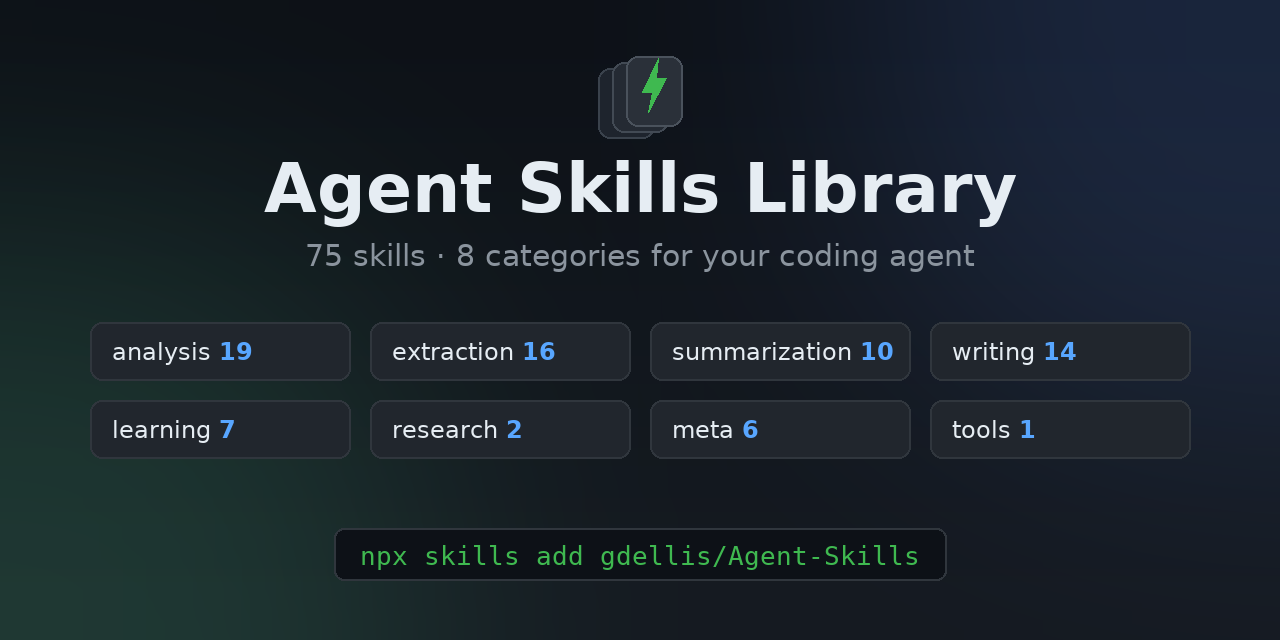 Agent Skills Library
75 skills · 8 categories for your coding agent
analysis 19
extraction 16
summarization 10
writing 14
learning 7
research 2
meta 6
tools 1
npx skills add gdellis/Agent-Skills